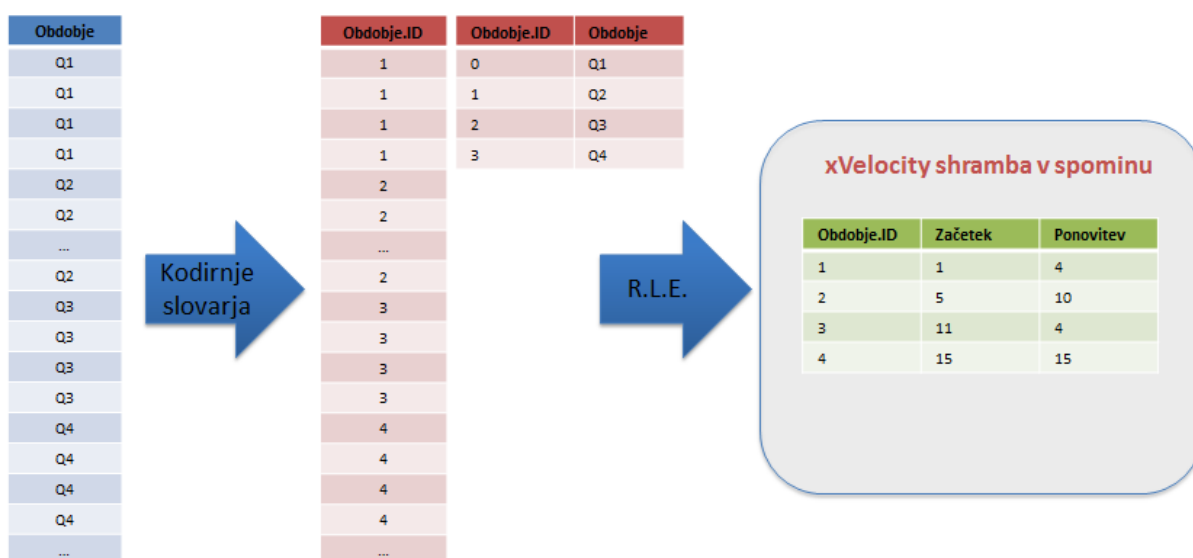 Obdobje
Q1
Q1
Q1
Q1
Q2
Q2
...
Q2
Q3
Q3
Q3
Q3
Q4
Q4
Q4
Q4
...
Kodirnje
slovarja
Obdobje.ID
1
1
1
1
2
2
...
2
3
3
3
3
4
4
4
4
...
Obdobje.ID Obdobje
0 Q1
1 Q2
2 Q3
3 Q4
R.L.E.
xVelocity shramba v spominu
Obdobje.ID Začetek Ponovitev
1 1 4
2 5 10
3 11 4
4 15 15